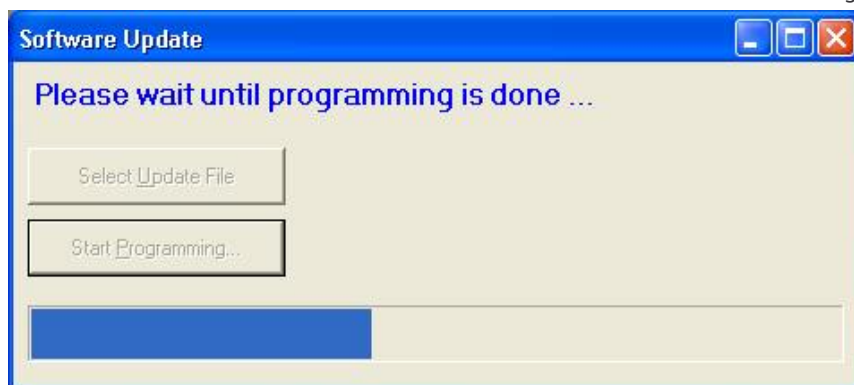 Software Update
Please wait until programming is done ...
Select Update File
Start Programming...